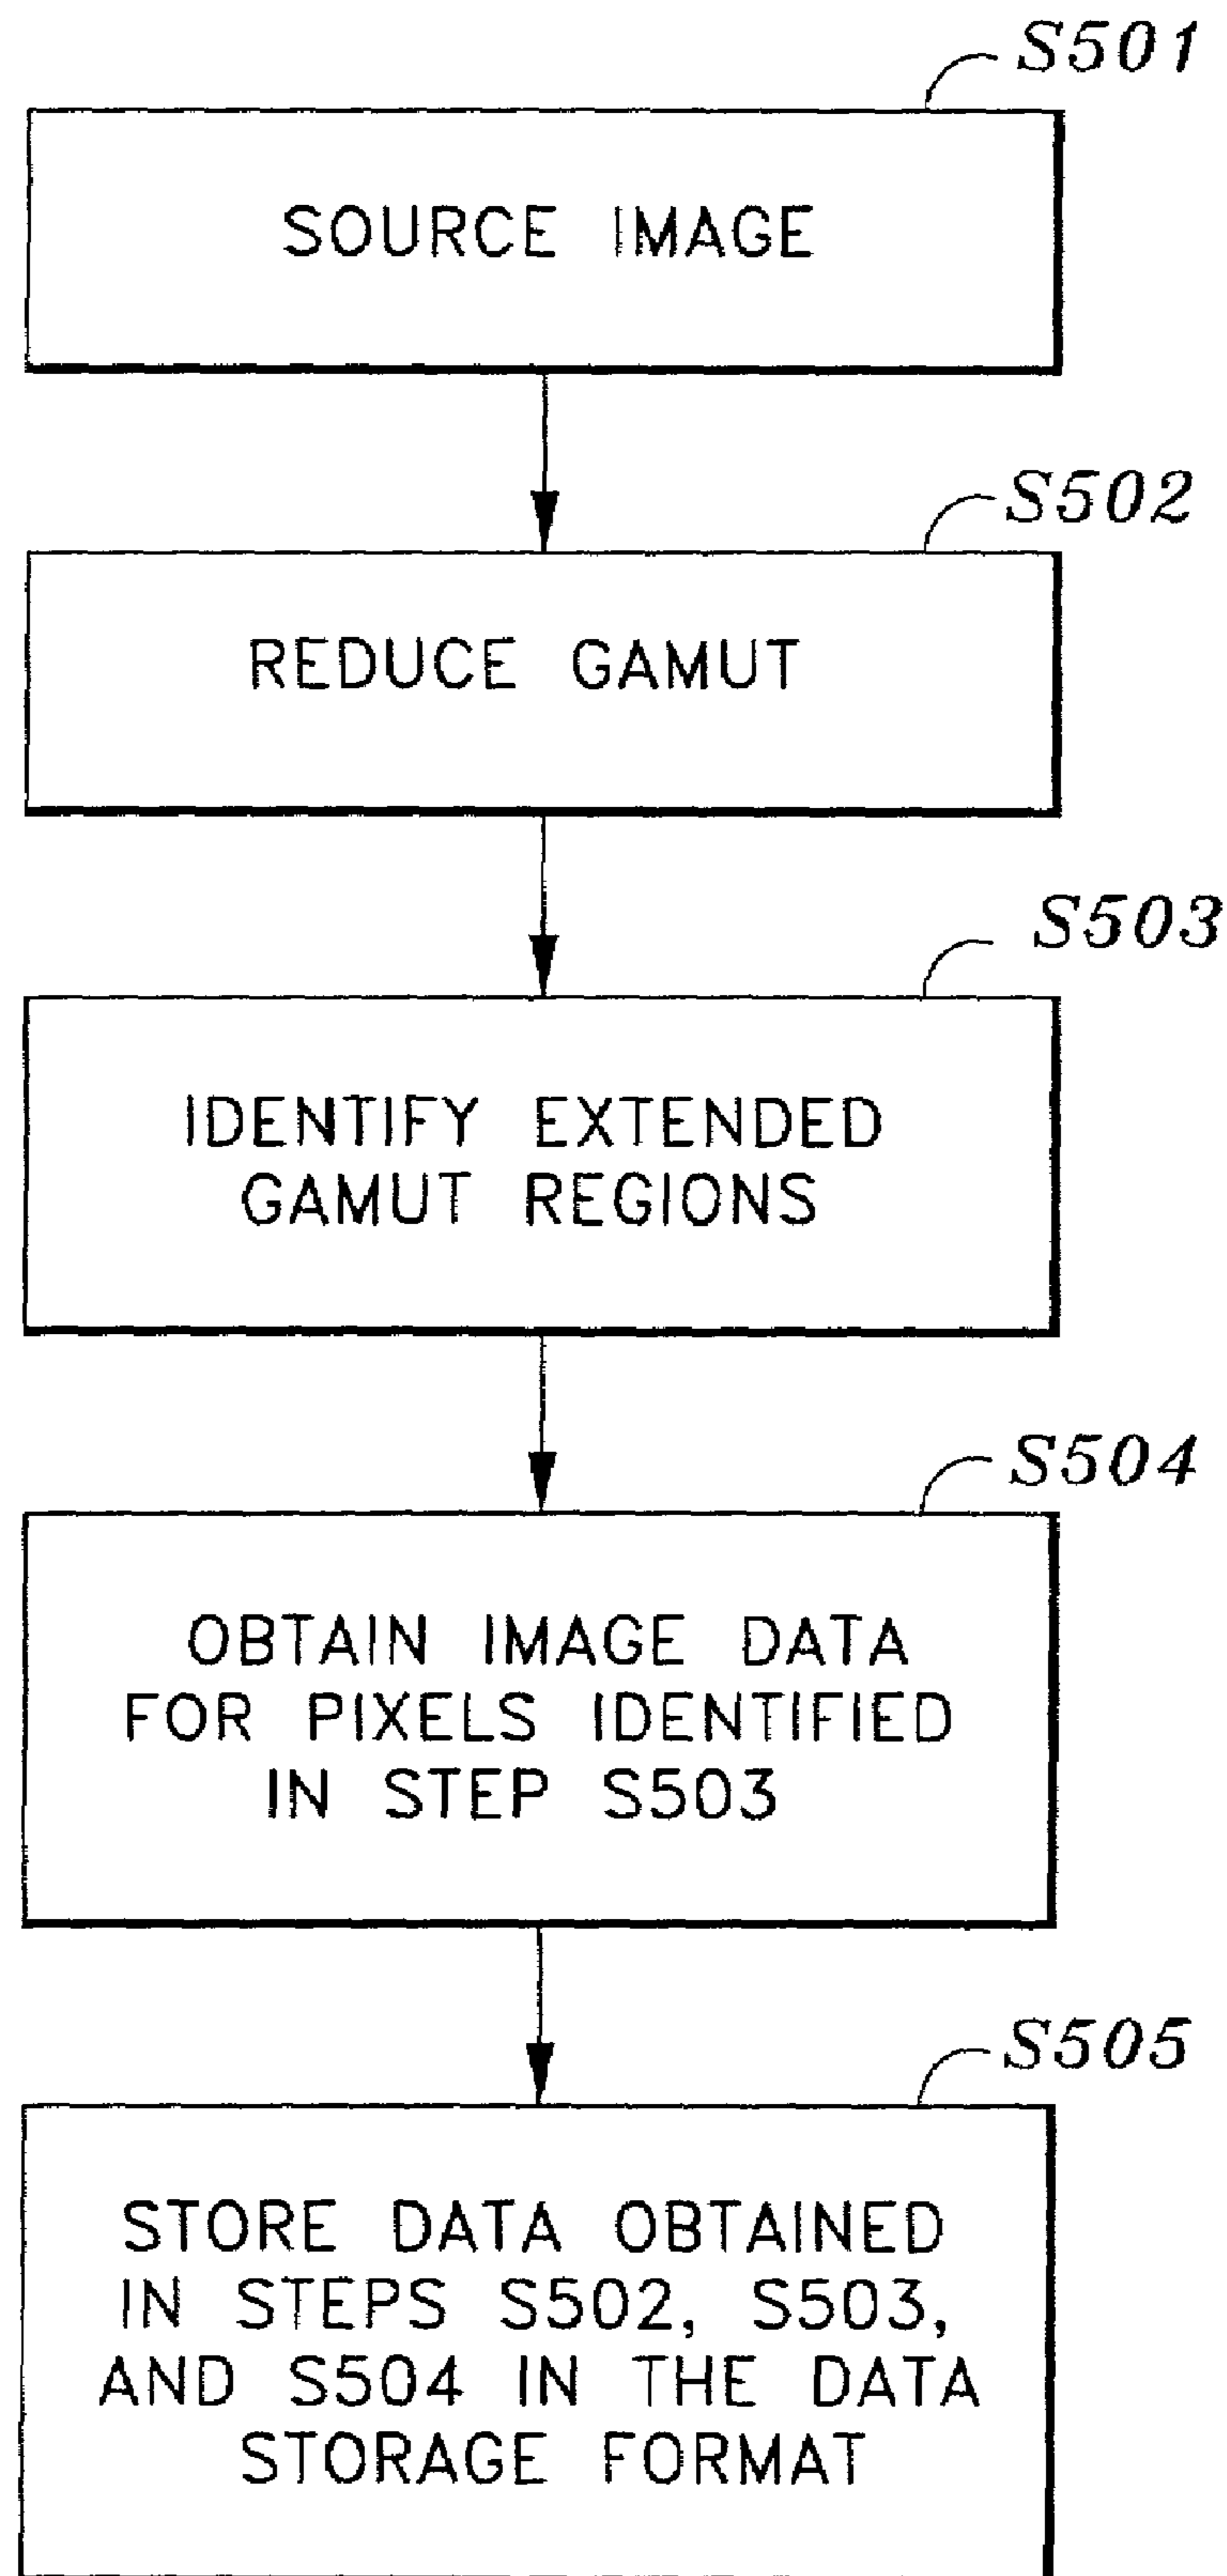 S501
SOURCE IMAGE
S502
REDUCE GAMUT
S503
IDENTIFY EXTENDED
GAMUT REGIONS
S504
OBTAIN IMAGE DATA
FOR PIXELS IDENTIFIED
IN STEP S503
S505
STORE DATA OBTAINED
IN STEPS S502, S503,
AND S504 IN THE DATA
STORAGE FORMAT